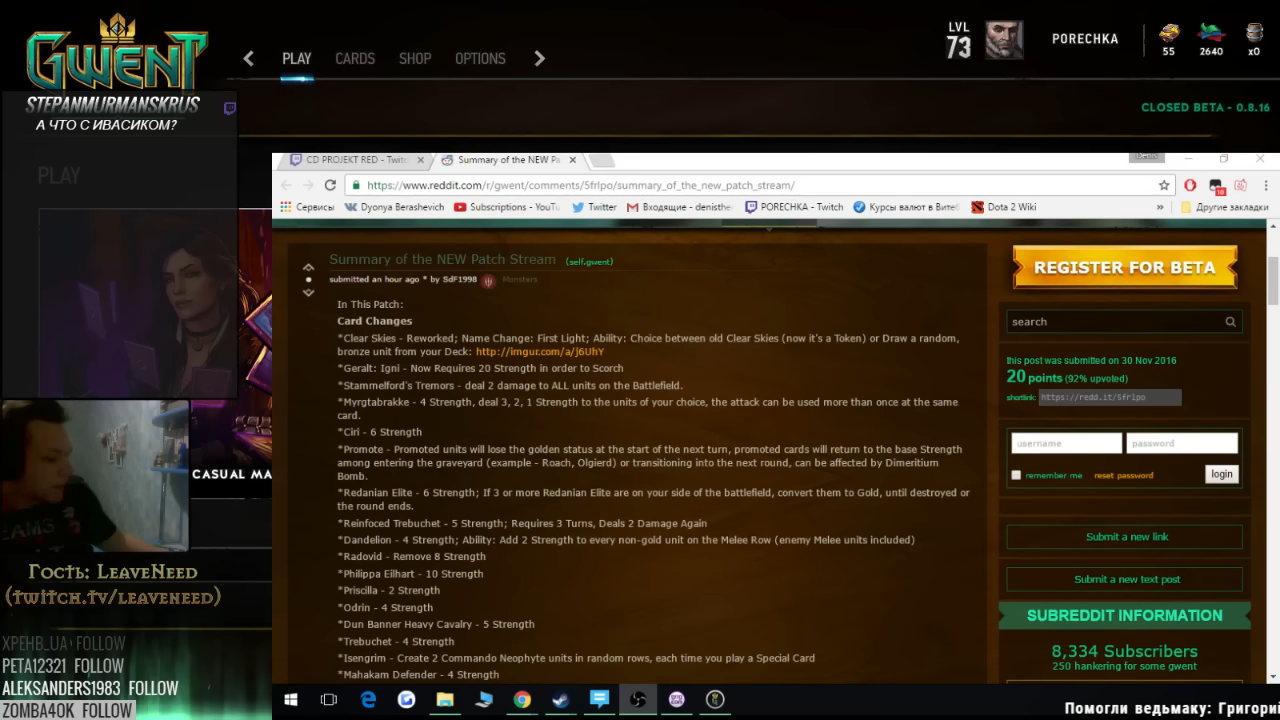 GWENT
PLAY CARDS SHOP OPTIONS
LVL
73
PORECHKA
55 2640 x0
CLOSED BETA - 0.8.16
STEPANMURMANSKRUS
А ЧТО С ИВАСИКОМ?
PLAY
CASUAL MA
Гость: LeaveNeed
(twitch.tv/leaveneed)
XPEHB_UA FOLLOW
PETA12321 FOLLOW
ALEKSANDERS1983 FOLLOW
ZOMBA4OK FOLLOW
CD PROJEKT RED - Twitc
Summary of the NEW Pa
Denis
https://www.reddit.com/r/gwent/comments/5frlpo/summary_of_the_new_patch_stream/
Сервисы Dyonya Berashevich Subscriptions - YouTu Twitter Входящие - denisthe PORECHKA - Twitch Курсы валют в Вите Dota 2 Wiki » Другие закладки
Summary of the NEW Patch Stream (self.gwent)
submitted an hour ago * by SdF1998 Monsters
In This Patch:
Card Changes
*Clear Skies - Reworked; Name Change: First Light; Ability: Choice between old Clear Skies (now it's a Token) or Draw a random,
bronze unit from your Deck: http://imgur.com/a/j6UhY
*Geralt: Igni - Now Requires 20 Strength in order to Scorch
*Stammelford's Tremors - deal 2 damage to ALL units on the Battlefield.
*Myrgtabrakke - 4 Strength, deal 3, 2, 1 Strength to the units of your choice, the attack can be used more than once at the same
card.
*Ciri - 6 Strength
*Promote - Promoted units will lose the golden status at the start of the next turn, promoted cards will return to the base Strength
among entering the graveyard (example - Roach, Olgierd) or transitioning into the next round, can be affected by Dimeritium
Bomb.
*Redanian Elite - 6 Strength; If 3 or more Redanian Elite are on your side of the battlefield, convert them to Gold, until destroyed or
the round ends.
*Reinfoced Trebuchet - 5 Strength; Requires 3 Turns, Deals 2 Damage Again
*Dandelion - 4 Strength; Ability: Add 2 Strength to every non-gold unit on the Melee Row (enemy Melee units included)
*Radovid - Remove 8 Strength
*Philippa Eilhart - 10 Strength
*Priscilla - 2 Strength
*Odrin - 4 Strength
*Dun Banner Heavy Cavalry - 5 Strength
*Trebuchet - 4 Strength
*Isengrim - Create 2 Commando Neophyte units in random rows, each time you play a Special Card
*Mahakam Defender - 4 Strength
REGISTER FOR BETA
search
this post was submitted on 30 Nov 2016
20 points (92% upvoted)
shortlink: https://redd.it/5frlpo
username password
remember me reset password login
Submit a new link
Submit a new text post
SUBREDDIT INFORMATION
8,334 Subscribers
250 hankering for some gwent
Помогли ведьмаку: Григори